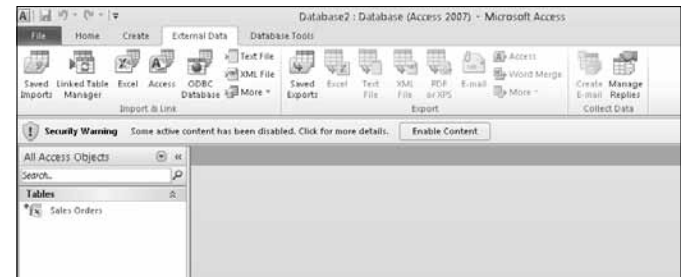 Database2 : Database (Access 2007) - Microsoft Access
File Home Create External Data Database Tools
Saved Imports
Linked Table Manager
Excel
Access
ODBC Database
Text File
XML File
More
Saved Exports
Excel
Text File
XML File
PDF or XPS
E-mail
Access
Word Merge
More
Create E-mail
Manage Replies
Import & Link Export Collect Data
Security Warning Some active content has been disabled. Click for more details. Enable Content
All Access Objects
Search..
Tables
Sales Orders